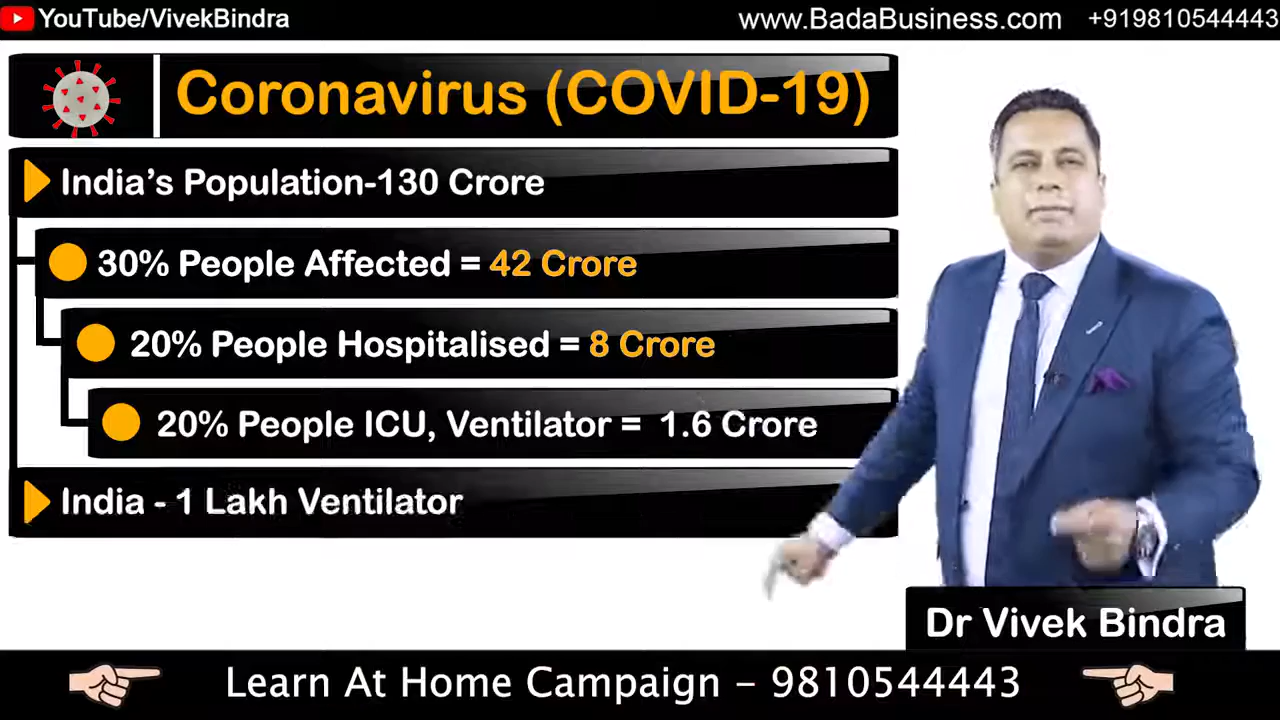 YouTube/VivekBindra
www.BadaBusiness.com +919810544443
Coronavirus (COVID-19)
India’s Population-130 Crore
30% People Affected = 42 Crore
20% People Hospitalised = 8 Crore
20% People ICU, Ventilator = 1.6 Crore
India - 1 Lakh Ventilator
Dr Vivek Bindra
Learn At Home Campaign – 9810544443